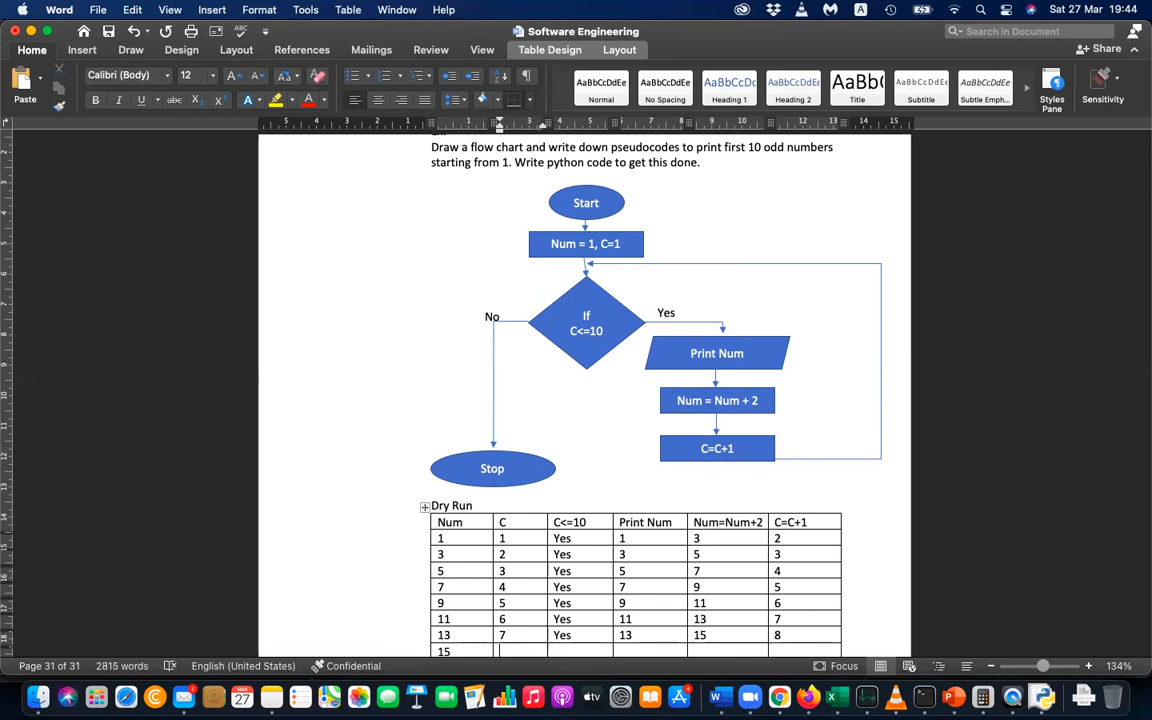 Word File Edit View Insert Format Tools Table Window Help Sat 27 Mar 19:44
Software Engineering Search in Document
Home Insert Draw Design Layout References Mailings Review View Table Design Layout Share
Paste Calibri (Body) 12 AaBbCcDdEe AaBbCcDdEe AaBbCcDc AaBbCcDdEe AaBbC AaBbCcDdEe AaBbCcDdEe
Normal No Spacing Heading 1 Heading 2 Title Subtitle Subtle Emph... Styles Pane Sensitivity
Draw a flow chart and write down pseudocodes to print first 10 odd numbers
starting from 1. Write python code to get this done.
Start
Num = 1, C=1
No
If
C<=10
Yes
Print Num
Num = Num + 2
C=C+1
Stop
Dry Run
Num C C<=10 Print Num Num=Num+2 C=C+1
1 1 Yes 1 3 2
3 2 Yes 3 5 3
5 3 Yes 5 7 4
7 4 Yes 7 9 5
9 5 Yes 9 11 6
11 6 Yes 11 13 7
13 7 Yes 13 15 8
15
Page 31 of 31 2815 words English (United States) Confidential Focus 134%